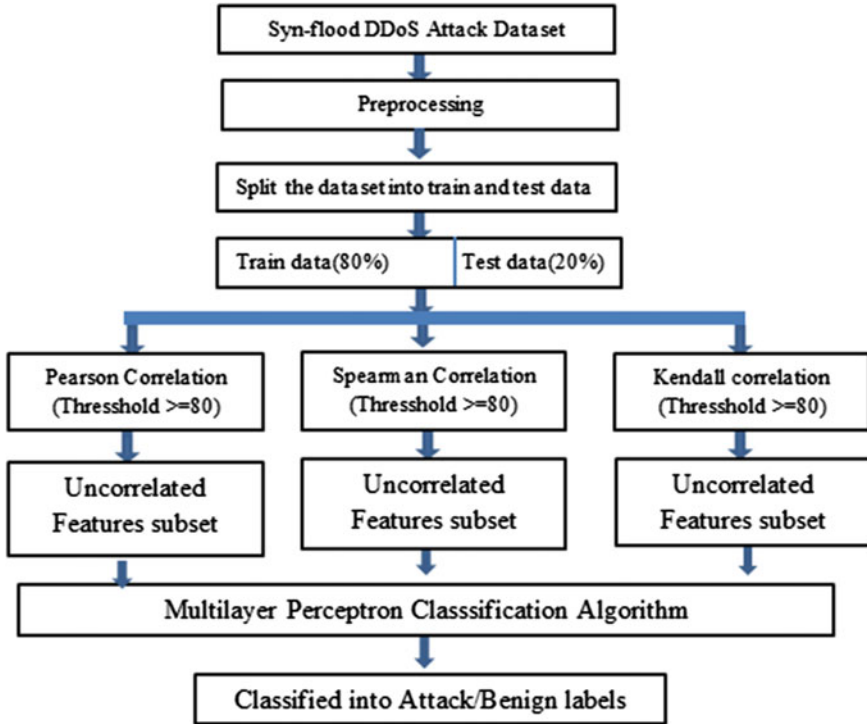 Syn-flood DDoS Attack Dataset
Preprocessing
Split the dataset into train and test data
Train data(80%)
Test data(20%)
Pearson Correlation
(Thresshold >=80)
Spearman Correlation
(Thresshold >=80)
Kendall correlation
(Thresshold >=80)
Uncorrelated
Features subset
Uncorrelated
Features subset
Uncorrelated
Features subset
Multilayer Perceptron Classsification Algorithm
Classified into Attack/Benign labels